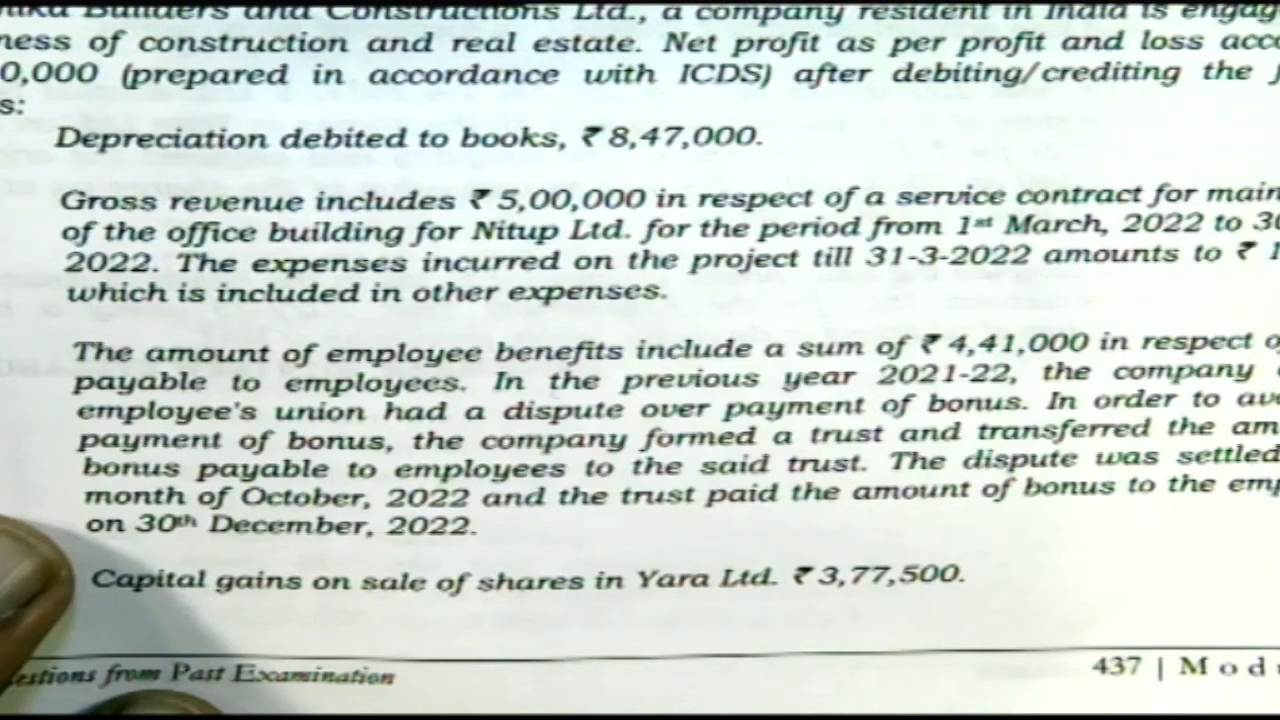 Builders and Constructions Ltd., a company resident in India is
of construction and real estate. Net profit as per profit and loss
0,000 (prepared in accordance with ICDS) after debiting/crediting the
s:
Depreciation debited to books, ₹ 8,47,000.
Gross revenue includes ₹ 5,00,000 in respect of a service contract for
of the office building for Nitup Ltd. for the period from 1st March, 2022 to
2022. The expenses incurred on the project till 31-3-2022 amounts to ₹
which is included in other expenses.
The amount of employee benefits include a sum of ₹ 4,41,000 in respect
payable to employees. In the previous year 2021-22, the company
employee's union had a dispute over payment of bonus. In order to
payment of bonus, the company formed a trust and transferred the
bonus payable to employees to the said trust. The dispute was settled
month of October, 2022 and the trust paid the amount of bonus to the
on 30th December, 2022.
Capital gains on sale of shares in Yara Ltd. ₹ 3,77,500.
from Past Examination
437 | Mod